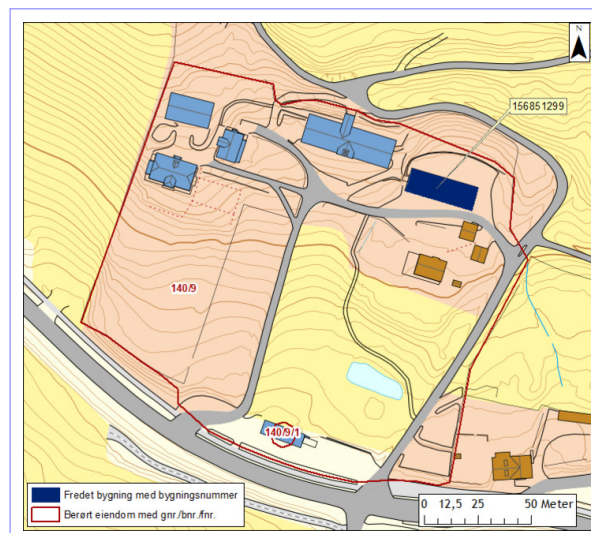 N
156851299
140/9
140/9/1
Fredet bygning med bygningsnummer
Berørt eiendom med gnr./bnr./fnr.
0 12,5 25 50 Meter